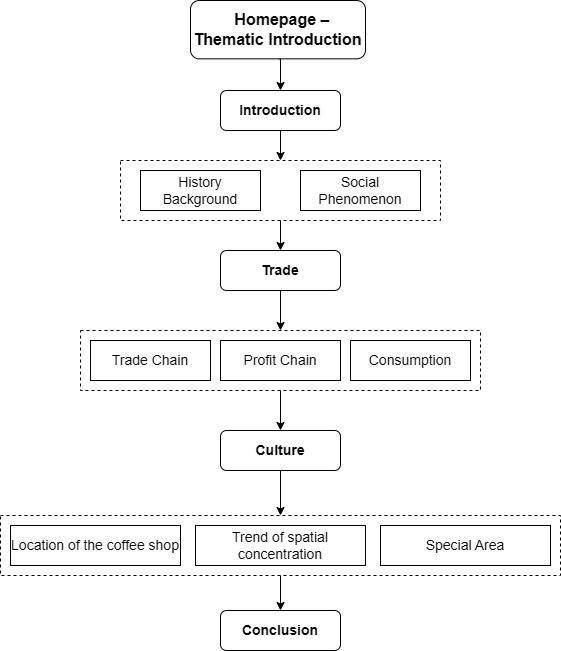 Homepage –
Thematic Introduction
Introduction
History
Background
Social
Phenomenon
Trade
Trade Chain
Profit Chain
Consumption
Culture
Location of the coffee shop
Trend of spatial
concentration
Special Area
Conclusion